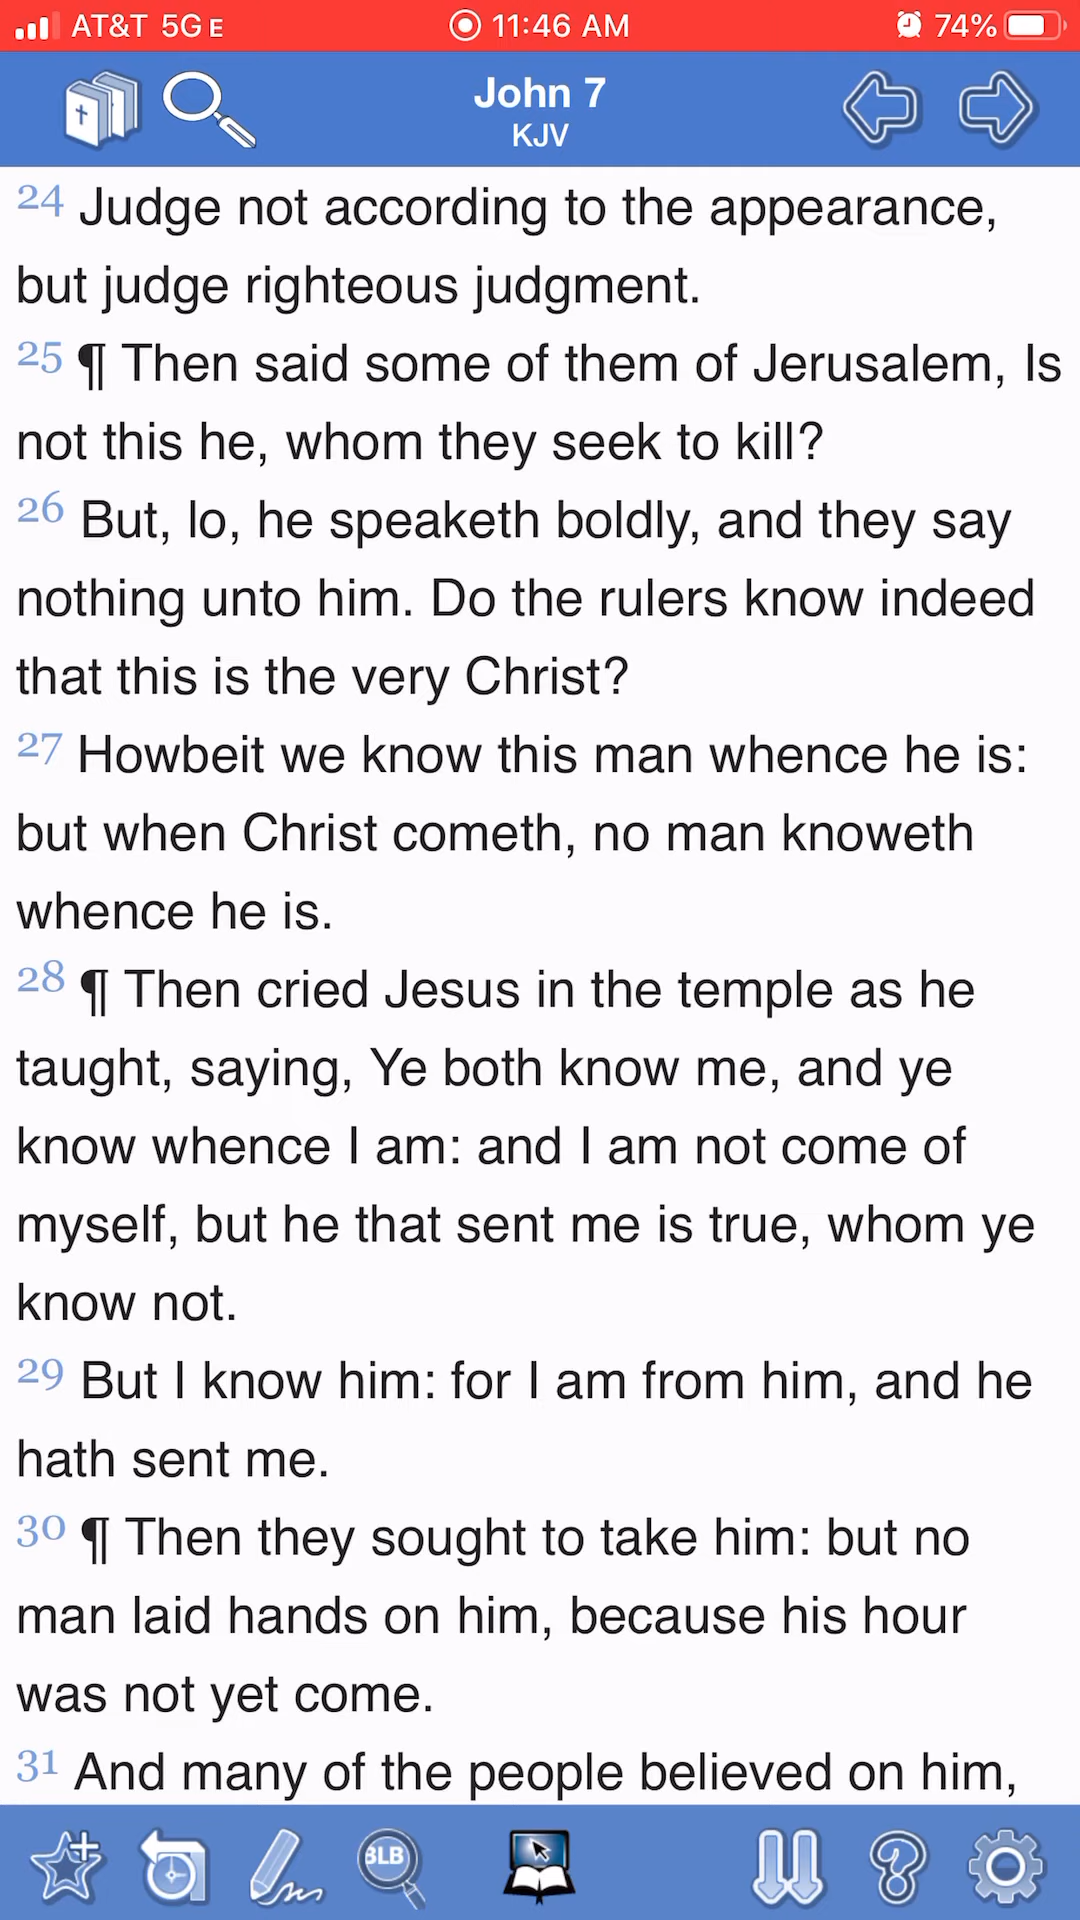 AT&T 5G E 11:46 AM 74%
John 7
KJV
24 Judge not according to the appearance,
but judge righteous judgment.
25 ¶ Then said some of them of Jerusalem, Is
not this he, whom they seek to kill?
26 But, lo, he speaketh boldly, and they say
nothing unto him. Do the rulers know indeed
that this is the very Christ?
27 Howbeit we know this man whence he is:
but when Christ cometh, no man knoweth
whence he is.
28 ¶ Then cried Jesus in the temple as he
taught, saying, Ye both know me, and ye
know whence I am: and I am not come of
myself, but he that sent me is true, whom ye
know not.
29 But I know him: for I am from him, and he
hath sent me.
30 ¶ Then they sought to take him: but no
man laid hands on him, because his hour
was not yet come.
31 And many of the people believed on him,
BLB